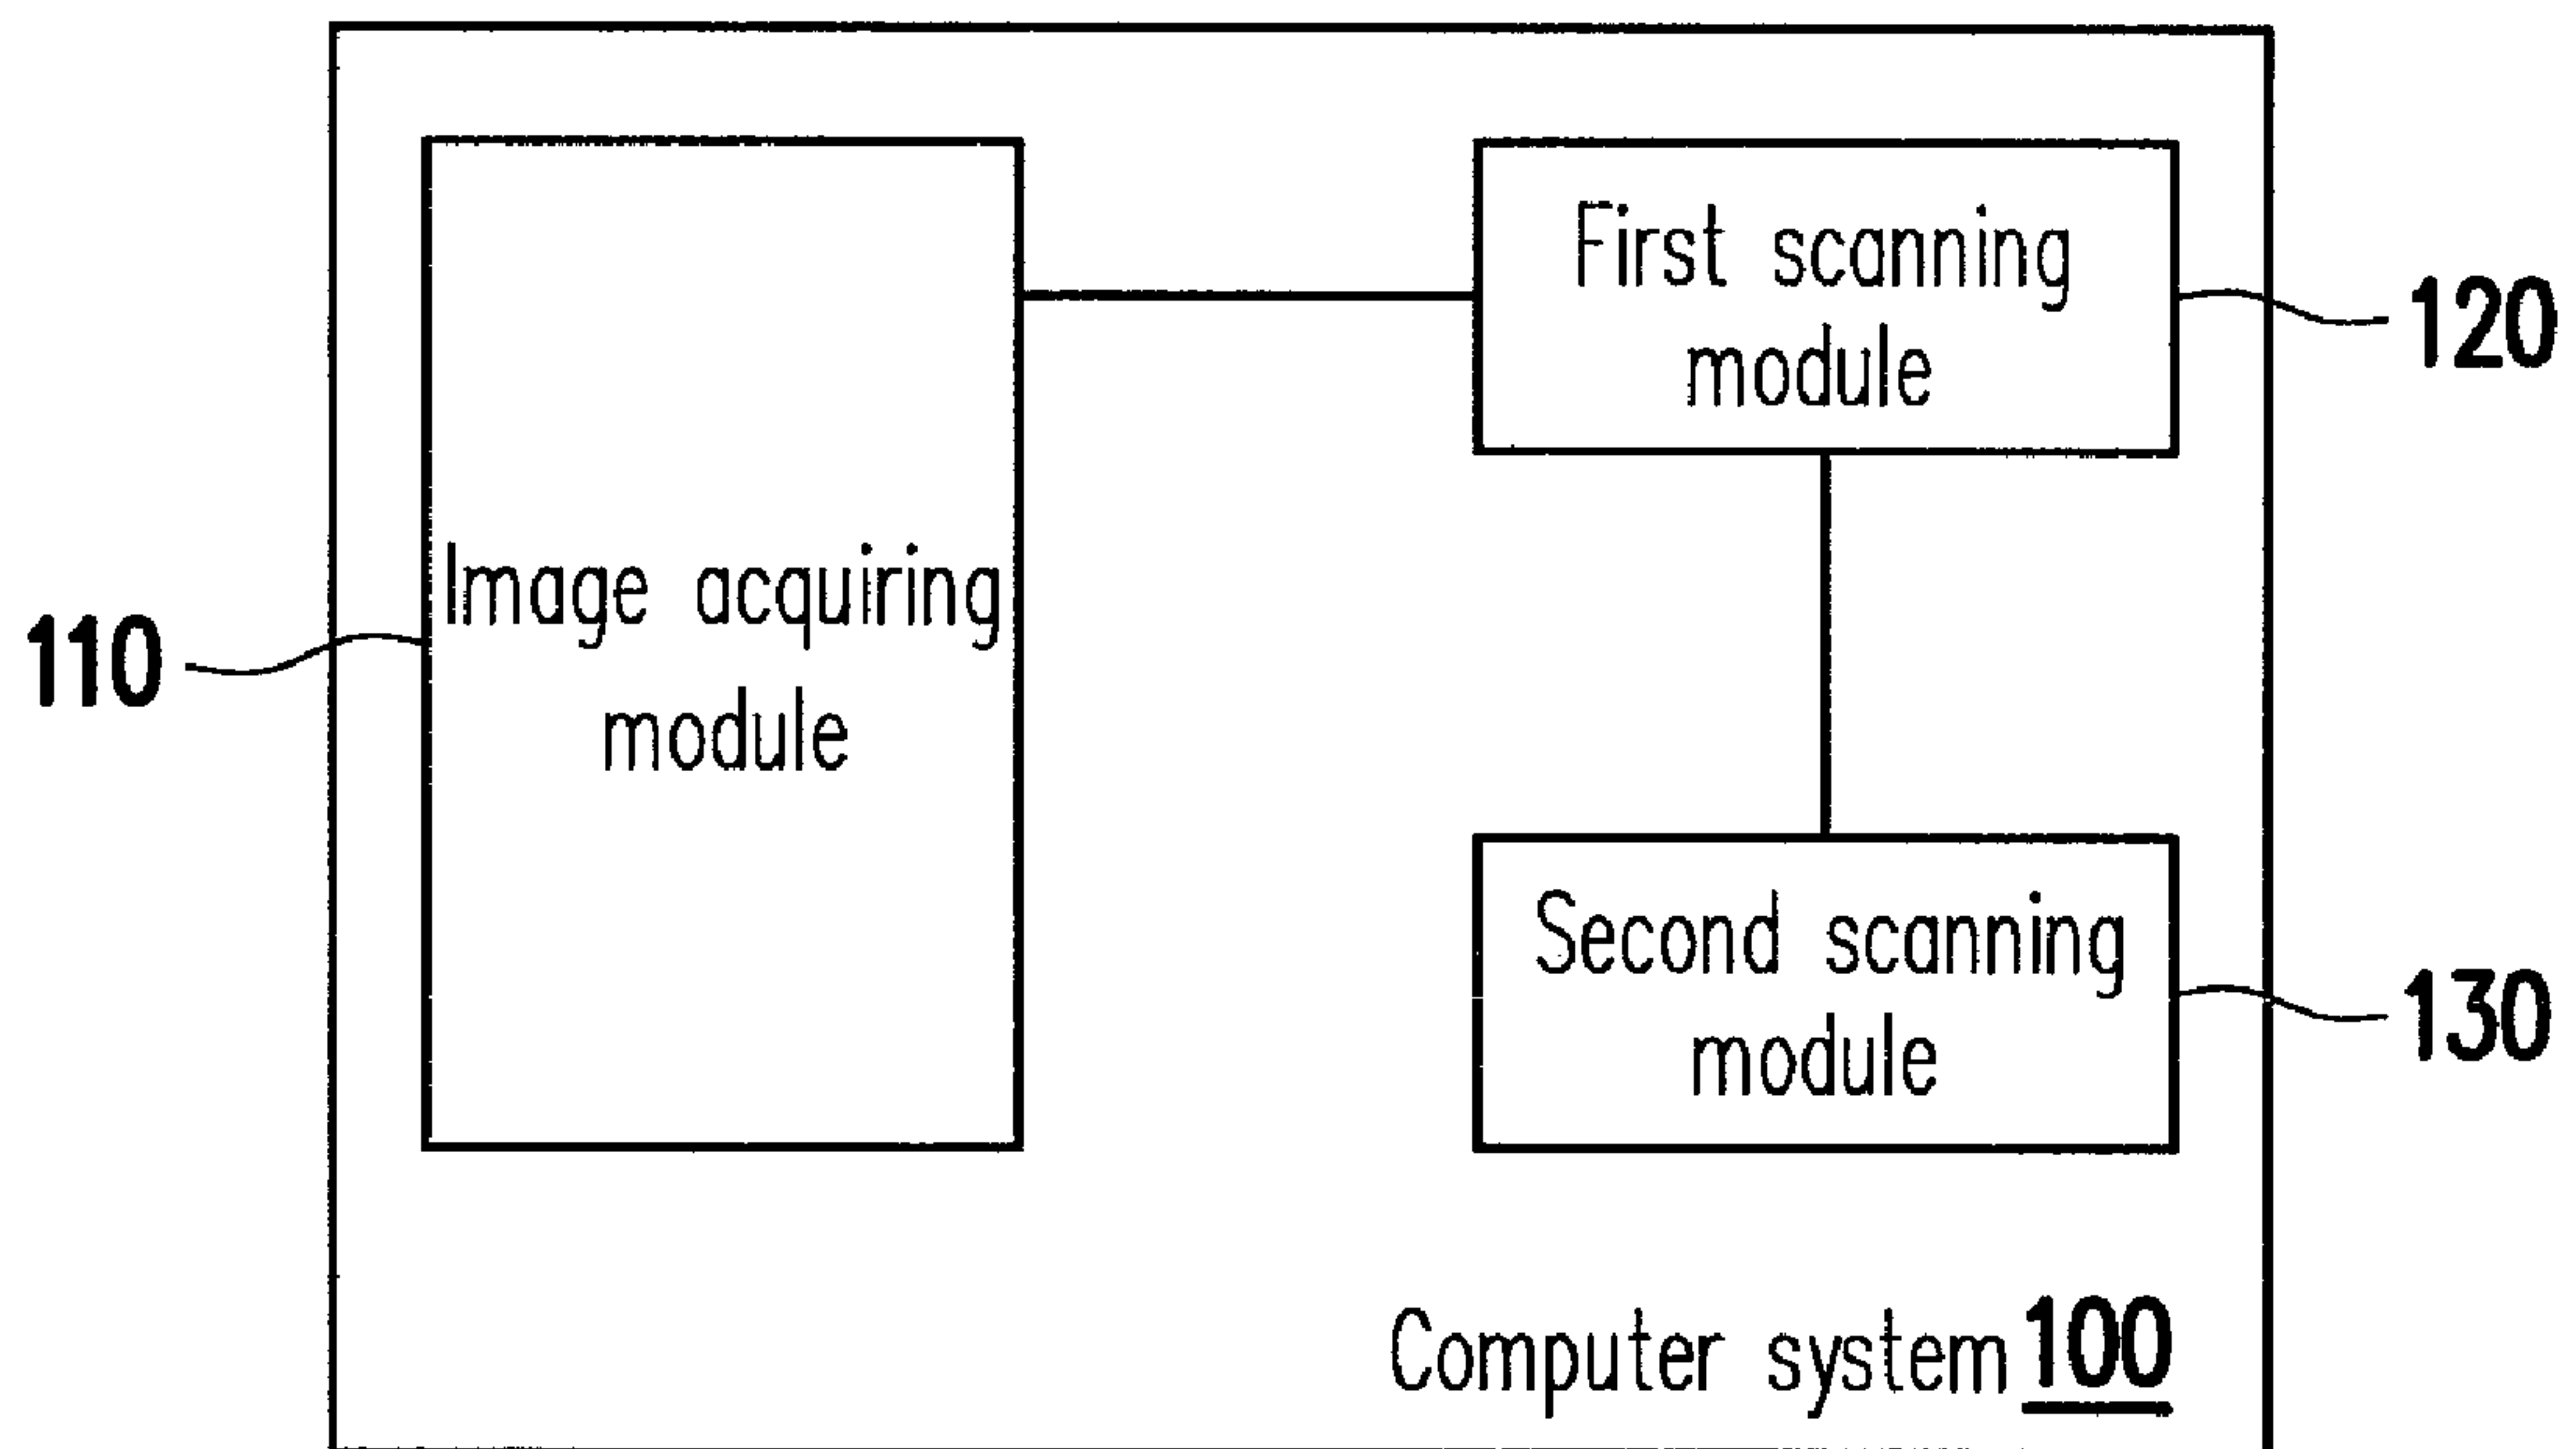 First scanning
module
120
Image acquiring
module
110
Second scanning
module
130
Computer system 100